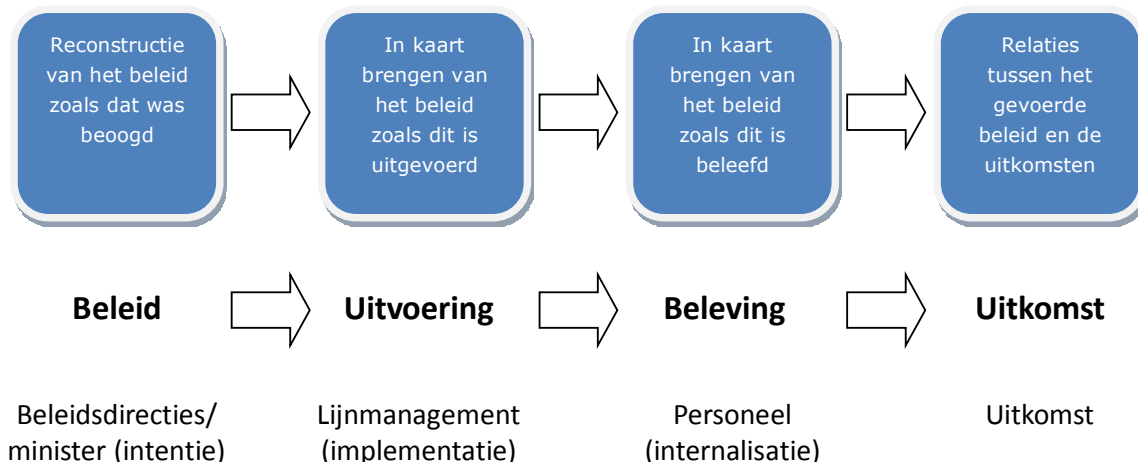 Reconstructie
van het beleid
zoals dat was
beoogd
In kaart
brengen van
het beleid
zoals dit is
uitgevoerd
In kaart
brengen van
het beleid
zoals dit is
beleefd
Relaties
tussen het
gevoerde
beleid en de
uitkomsten
Beleid
Uitvoering
Beleving
Uitkomst
Beleidsdirecties/
minister (intentie)
Lijnmanagement
(implementatie)
Personeel
(internalisatie)
Uitkomst